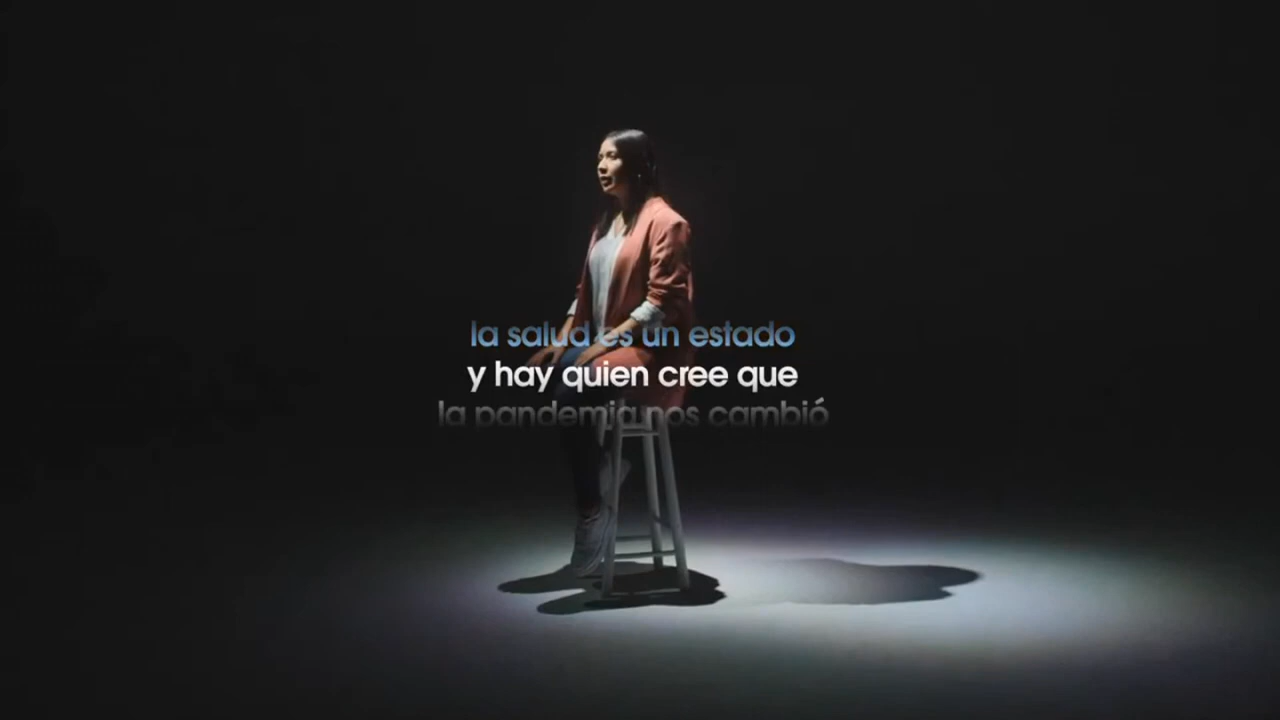 la salud es un estado
y hay quien cree que
la pandemia nos cambió